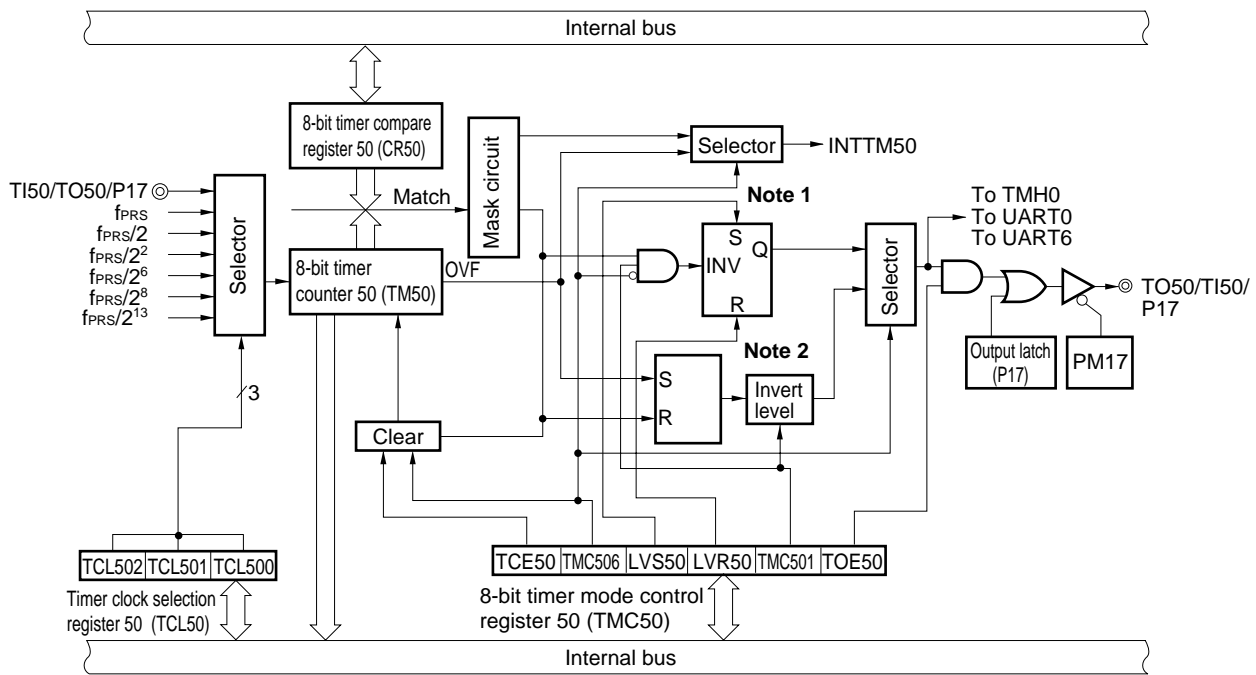 Internal bus
8-bit timer compare
register 50 (CR50)
Mask circuit
Selector
INTTM50
TI50/TO50/P17
fPRS
fPRS/2
fPRS/2²
fPRS/2⁶
fPRS/2⁸
fPRS/2¹³
Selector
Match
Note 1
8-bit timer
counter 50 (TM50)
OVF
S
INV
Q
R
Selector
To TMH0
To UART0
To UART6
TO50/TI50/
P17
Note 2
Output latch
(P17)
PM17
S
R
Invert
level
3
Clear
TCL502 TCL501 TCL500
Timer clock selection
register 50 (TCL50)
TCE50 TMC506 LVS50 LVR50 TMC501 TOE50
8-bit timer mode control
register 50 (TMC50)
Internal bus